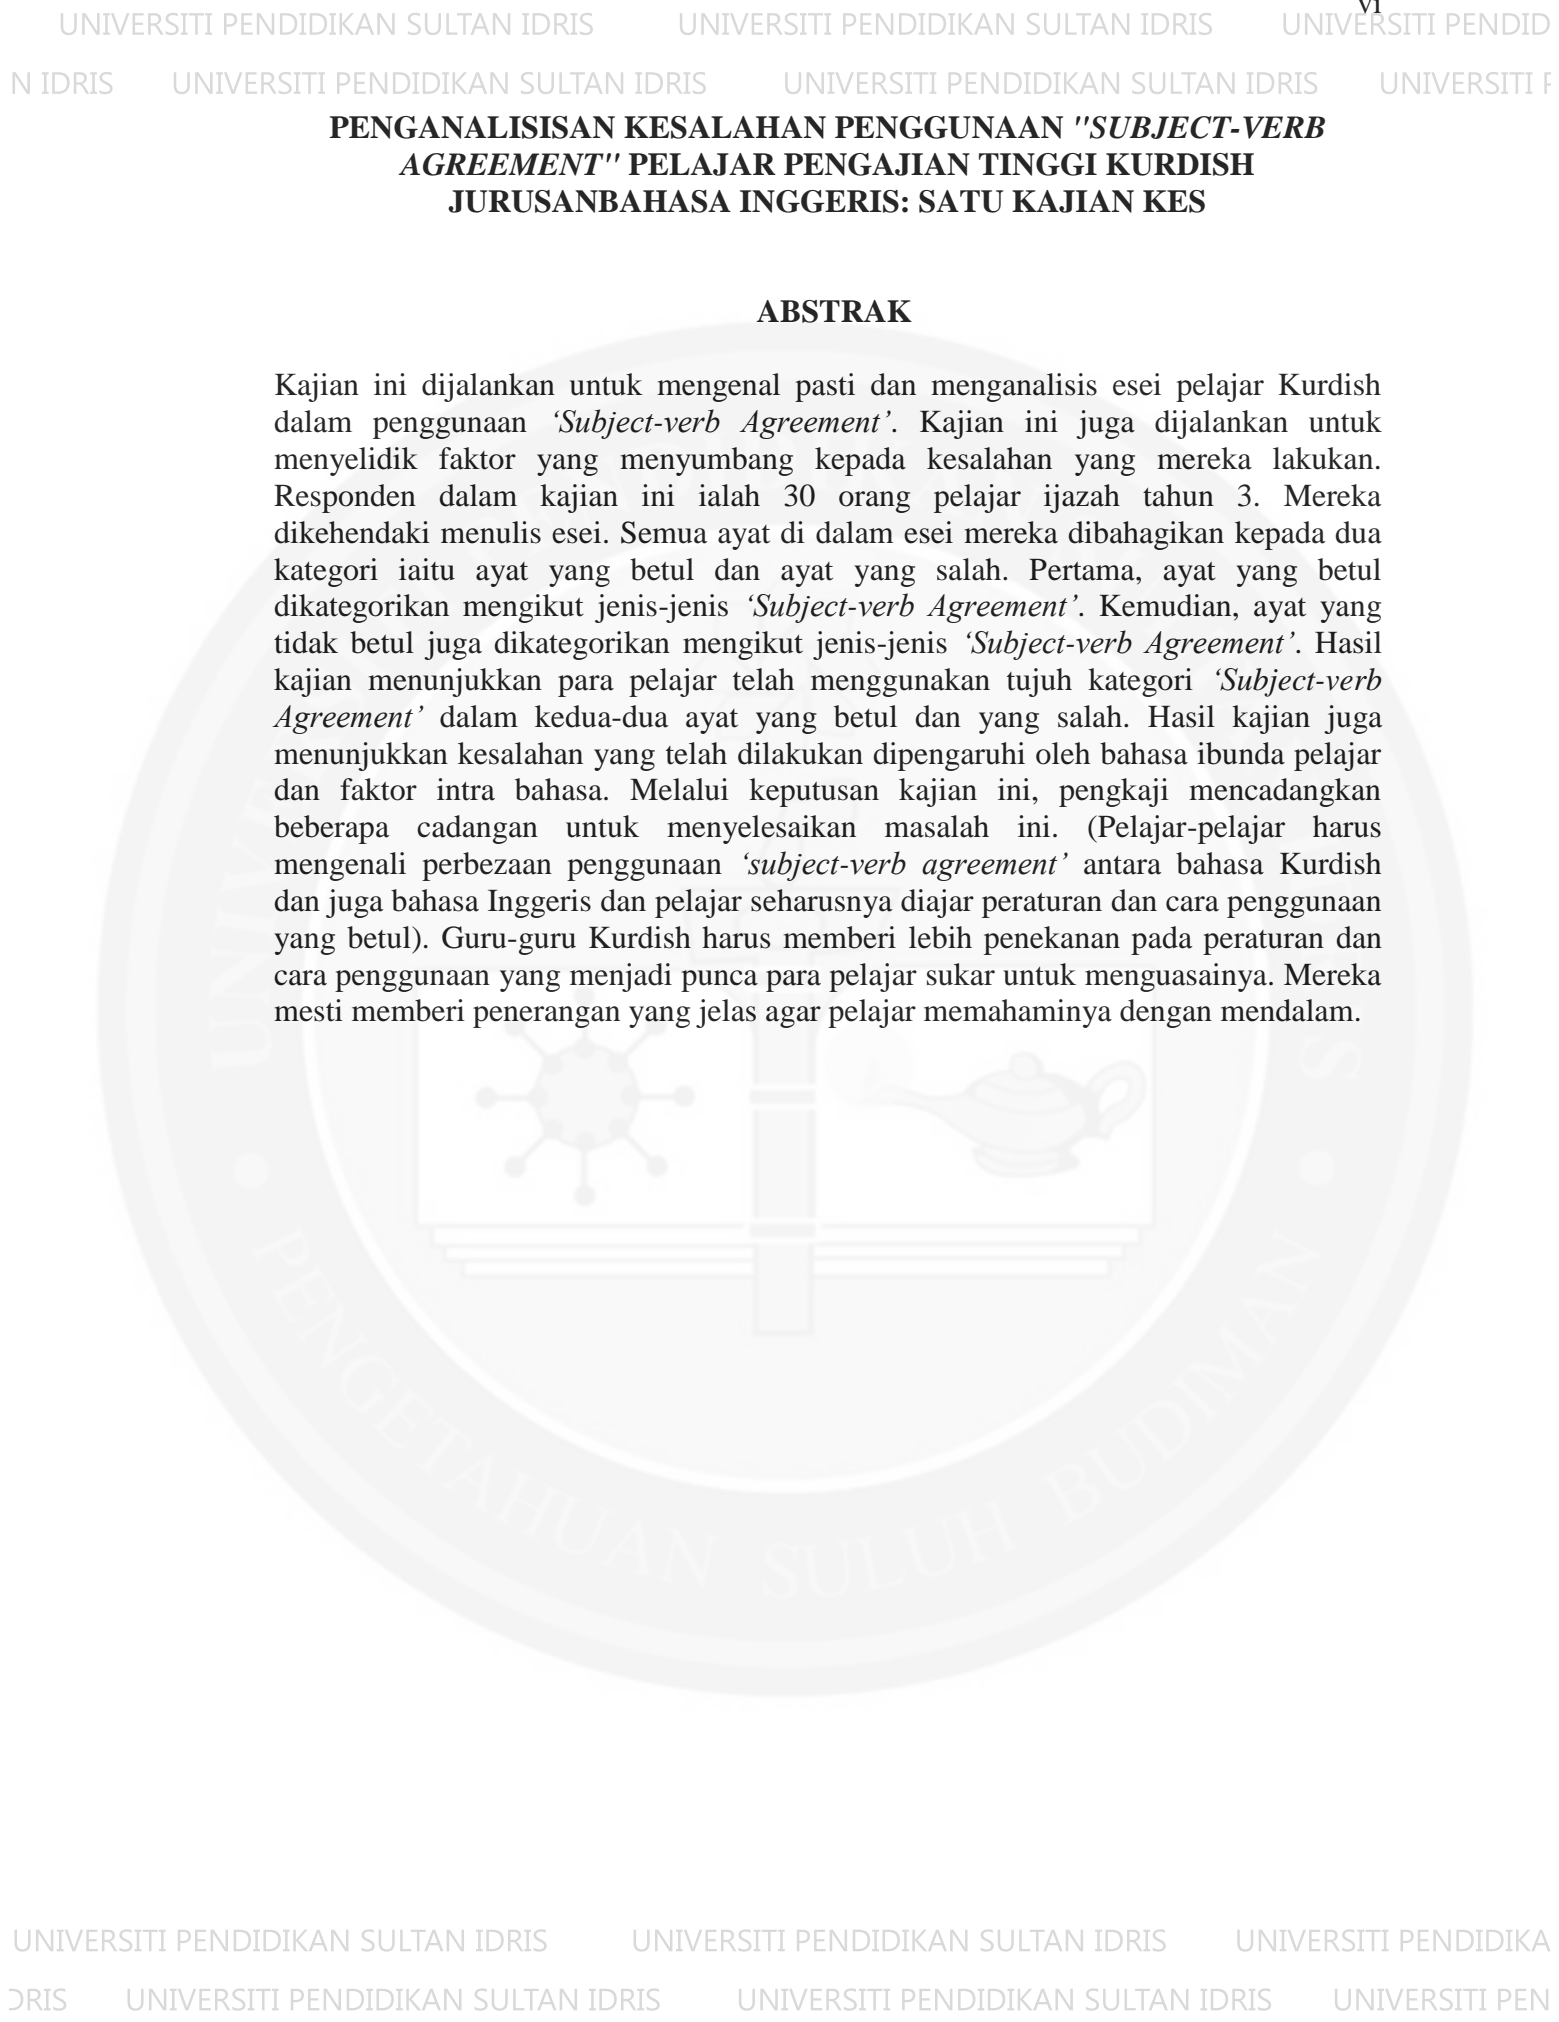 vi
UNIVERSITI PENDIDIKAN SULTAN IDRIS UNIVERSITI PENDIDIKAN SULTAN IDRIS UNIVERSITI PENDID
N IDRIS UNIVERSITI PENDIDIKAN SULTAN IDRIS UNIVERSITI PENDIDIKAN SULTAN IDRIS UNIVERSITI P
PENGANALISISAN KESALAHAN PENGGUNAAN "SUBJECT-VERB
AGREEMENT" PELAJAR PENGAJIAN TINGGI KURDISH
JURUSANBAHASA INGGERIS: SATU KAJIAN KES
ABSTRAK
Kajian ini dijalankan untuk mengenal pasti dan menganalisis esei pelajar Kurdish
dalam penggunaan ‘Subject-verb Agreement’. Kajian ini juga dijalankan untuk
menyelidik faktor yang menyumbang kepada kesalahan yang mereka lakukan.
Responden dalam kajian ini ialah 30 orang pelajar ijazah tahun 3. Mereka
dikehendaki menulis esei. Semua ayat di dalam esei mereka dibahagikan kepada dua
kategori iaitu ayat yang betul dan ayat yang salah. Pertama, ayat yang betul
dikategorikan mengikut jenis-jenis ‘Subject-verb Agreement’. Kemudian, ayat yang
tidak betul juga dikategorikan mengikut jenis-jenis ‘Subject-verb Agreement’. Hasil
kajian menunjukkan para pelajar telah menggunakan tujuh kategori ‘Subject-verb
Agreement’ dalam kedua-dua ayat yang betul dan yang salah. Hasil kajian juga
menunjukkan kesalahan yang telah dilakukan dipengaruhi oleh bahasa ibunda pelajar
dan faktor intra bahasa. Melalui keputusan kajian ini, pengkaji mencadangkan
beberapa cadangan untuk menyelesaikan masalah ini. (Pelajar-pelajar harus
mengenali perbezaan penggunaan ‘subject-verb agreement’ antara bahasa Kurdish
dan juga bahasa Inggeris dan pelajar seharusnya diajar peraturan dan cara penggunaan
yang betul). Guru-guru Kurdish harus memberi lebih penekanan pada peraturan dan
cara penggunaan yang menjadi punca para pelajar sukar untuk menguasainya. Mereka
mesti memberi penerangan yang jelas agar pelajar memahaminya dengan mendalam.
PENGETAHUAN SULUH BUDIMAN
UNIVERSITI PENDIDIKAN SULTAN IDRIS UNIVERSITI PENDIDIKAN SULTAN IDRIS UNIVERSITI PENDIDIKA
DRIS UNIVERSITI PENDIDIKAN SULTAN IDRIS UNIVERSITI PENDIDIKAN SULTAN IDRIS UNIVERSITI PEN